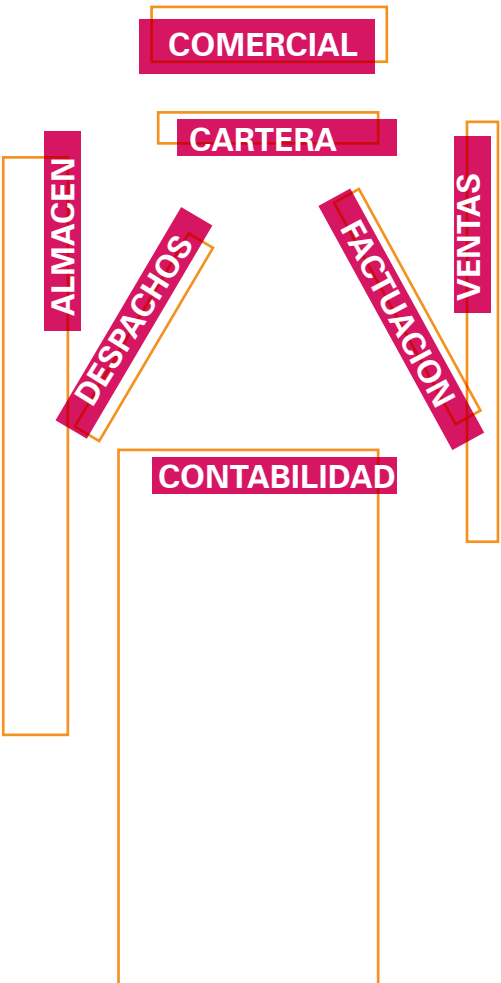 COMERCIAL
CARTERA
ALMACEN
VENTAS
DESPACHOS
FACTUACION
CONTABILIDAD